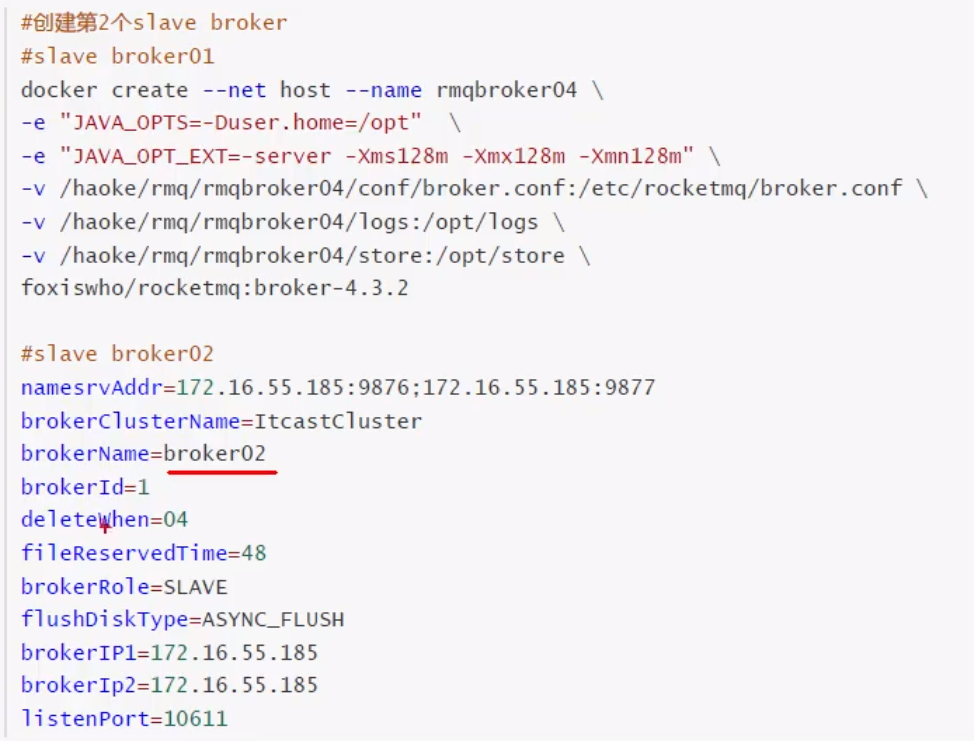 #创建第2个slave broker
#slave broker01
docker create --net host --name rmqbroker04 \
-e "JAVA_OPTS=-Duser.home=/opt" \
-e "JAVA_OPT_EXT=-server -Xms128m -Xmx128m -Xmn128m" \
-v /haoke/rmq/rmqbroker04/conf/broker.conf:/etc/rocketmq/broker.conf \
-v /haoke/rmq/rmqbroker04/logs:/opt/logs \
-v /haoke/rmq/rmqbroker04/store:/opt/store \
foxiswho/rocketmq:broker-4.3.2
#slave broker02
namesrvAddr=172.16.55.185:9876;172.16.55.185:9877
brokerClusterName=ItcastCluster
brokerName=broker02
brokerId=1
deleteWhen=04
fileReservedTime=48
brokerRole=SLAVE
flushDiskType=ASYNC_FLUSH
brokerIP1=172.16.55.185
brokerIp2=172.16.55.185
listenPort=10611